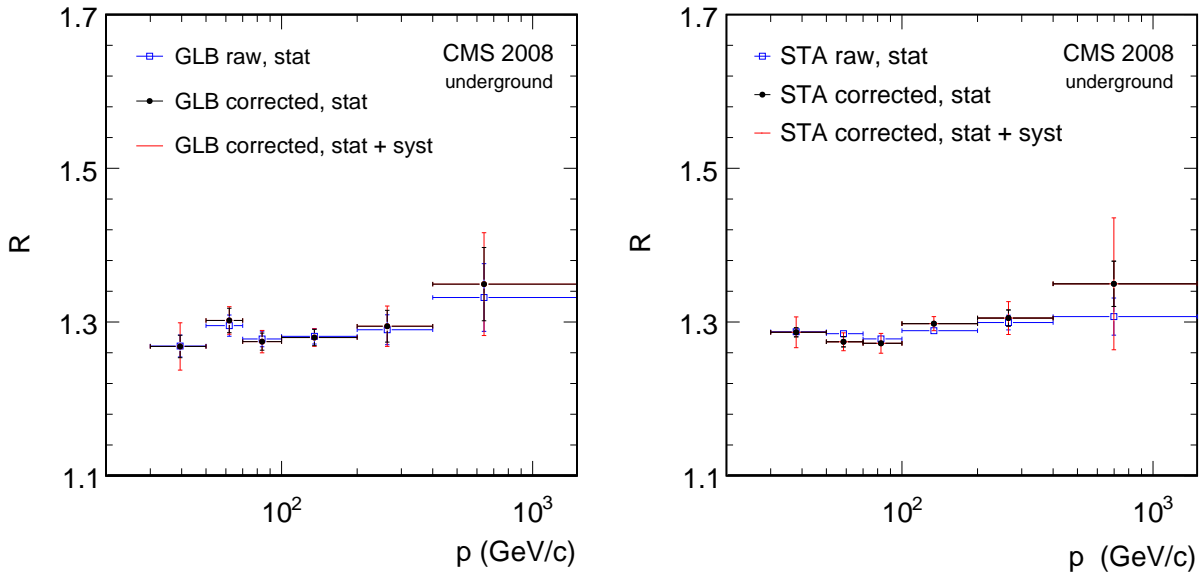 1.7
GLB raw, stat
CMS 2008
underground
GLB corrected, stat
GLB corrected, stat + syst
1.5
R
1.3
1.1
10²
10³
p (GeV/c)
1.7
STA raw, stat
CMS 2008
underground
STA corrected, stat
STA corrected, stat + syst
1.5
R
1.3
1.1
10²
10³
p (GeV/c)